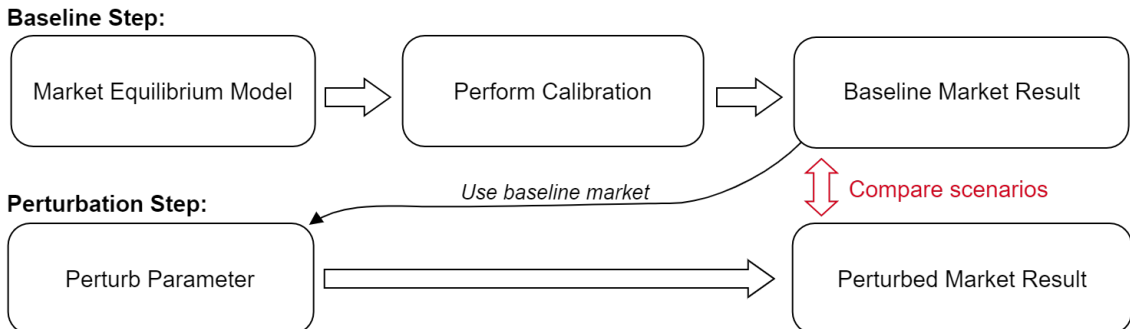 Baseline Step:
Market Equilibrium Model
Perform Calibration
Baseline Market Result
Use baseline market
Compare scenarios
Perturbation Step:
Perturb Parameter
Perturbed Market Result